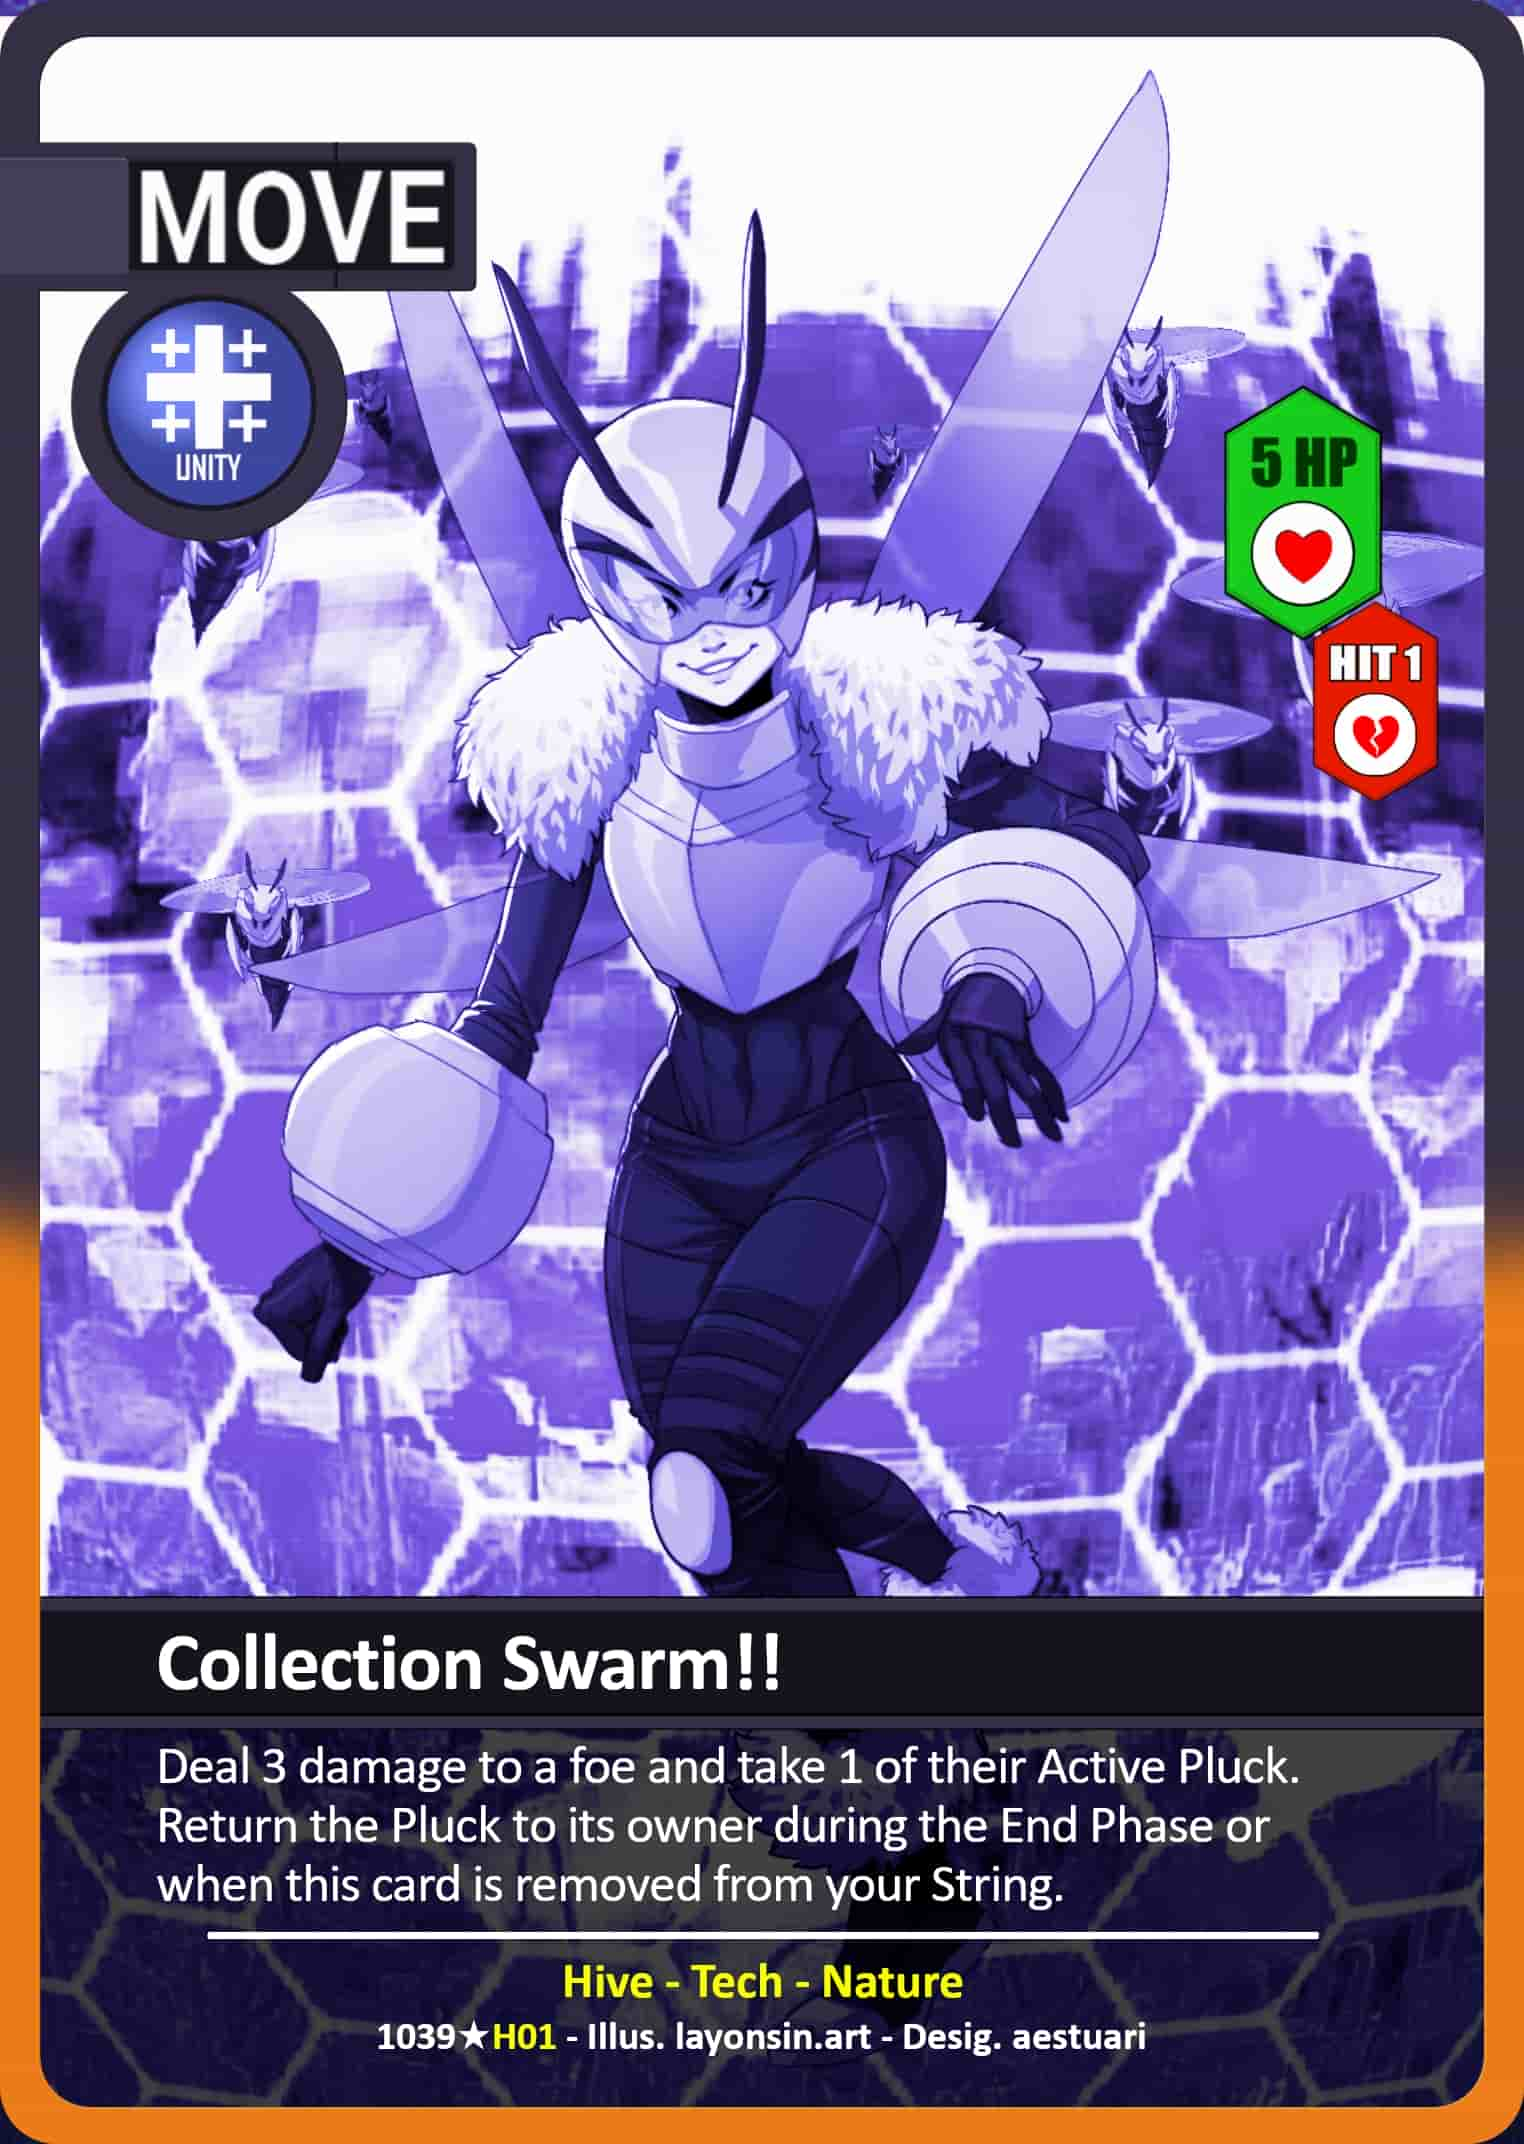 MOVE
UNITY
5 HP
HIT 1
Collection Swarm!!
Deal 3 damage to a foe and take 1 of their Active Pluck.
Return the Pluck to its owner during the End Phase or
when this card is removed from your String.
Hive - Tech - Nature
1039★H01 - Illus. layonsin.art - Desig. aestuari